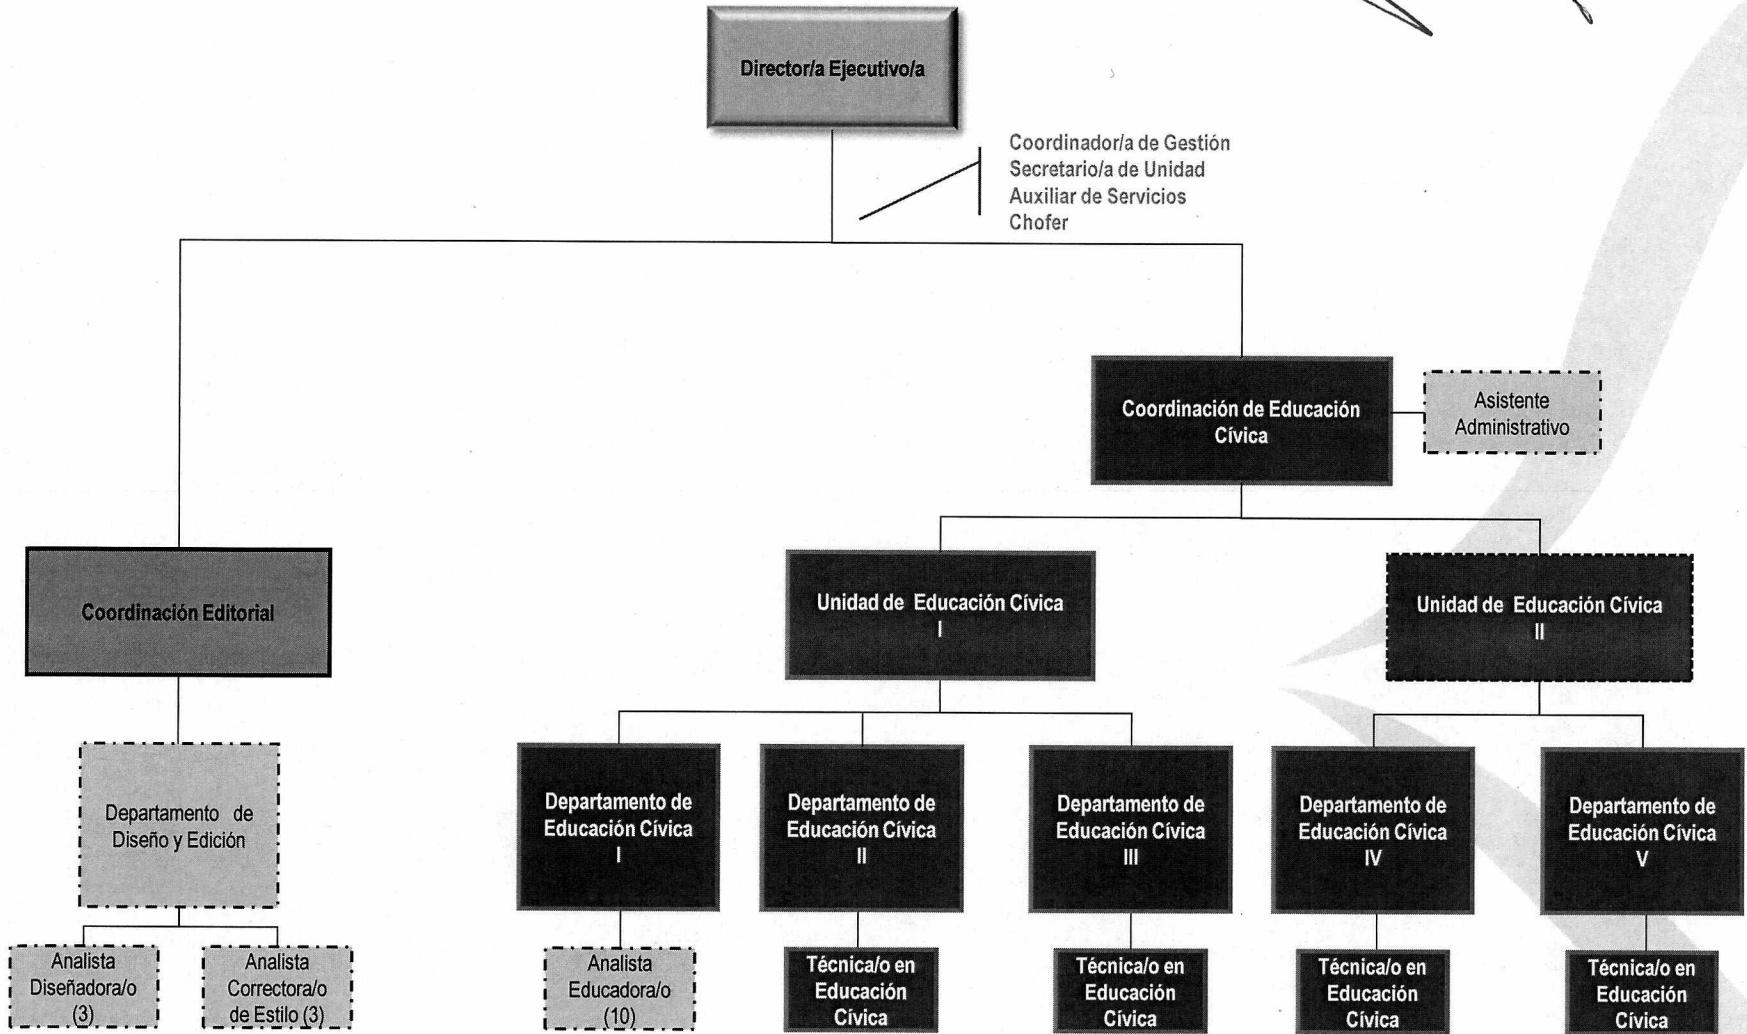 Director/a Ejecutivo/a
Coordinador/a de Gestión
Secretario/a de Unidad
Auxiliar de Servicios
Chofer
Coordinación de Educación
Cívica
Asistente
Administrativo
Coordinación Editorial
Unidad de Educación Cívica
I
Unidad de Educación Cívica
II
Departamento de
Diseño y Edición
Departamento de
Educación Cívica
I
Departamento de
Educación Cívica
II
Departamento de
Educación Cívica
III
Departamento de
Educación Cívica
IV
Departamento de
Educación Cívica
V
Analista
Diseñadora/o
(3)
Analista
Correctora/o
de Estilo (3)
Analista
Educadora/o
(10)
Técnica/o en
Educación
Cívica
Técnica/o en
Educación
Cívica
Técnica/o en
Educación
Cívica
Técnica/o en
Educación
Cívica